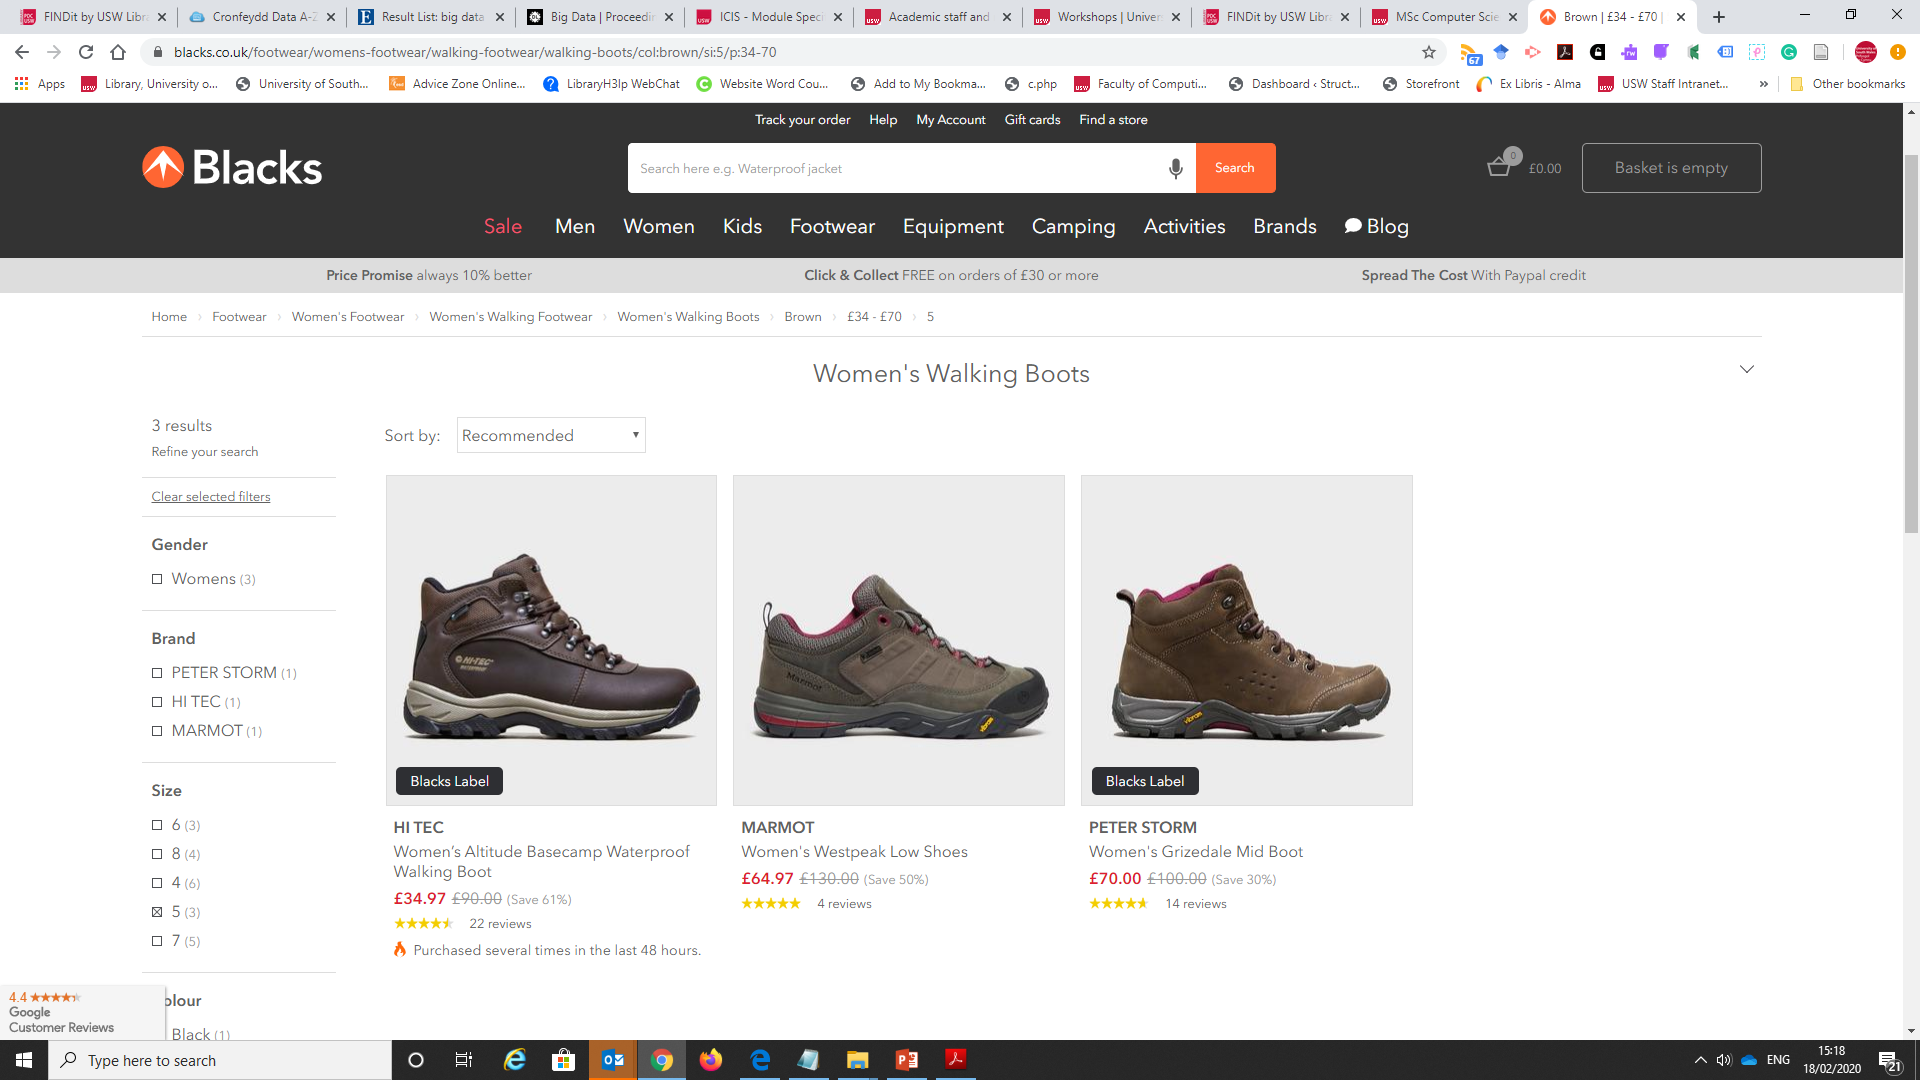 FINDit by USW Libra
Cronfeydd Data A-Z
Result List: big data
Big Data | Proceedin
ICIS - Module Speci
Academic staff and
Workshops | Univers
FINDit by USW Libra
MSc Computer Scie
Brown | £34 - £70 |
blacks.co.uk/footwear/womens-footwear/walking-footwear/walking-boots/col:brown/si:5/p:34-70
67
Apps
Library, University o...
University of South...
Advice Zone Online...
LibraryH3lp WebChat
Website Word Cou...
Add to My Bookma...
c.php
Faculty of Computi...
Dashboard ‹ Struct...
Storefront
Ex Libris - Alma
USW Staff Intranet...
»
Other bookmarks
Track your order Help My Account Gift cards Find a store
Blacks
Search here e.g. Waterproof jacket
Search
0
£0.00
Basket is empty
Sale Men Women Kids Footwear Equipment Camping Activities Brands Blog
Price Promise always 10% better
Click & Collect FREE on orders of £30 or more
Spread The Cost With Paypal credit
Home › Footwear › Women's Footwear › Women's Walking Footwear › Women's Walking Boots › Brown › £34 - £70 › 5
Women's Walking Boots
3 results
Refine your search
Clear selected filters
Gender
Womens (3)
Brand
PETER STORM (1)
HI TEC (1)
MARMOT (1)
Size
6 (3)
8 (4)
4 (6)
5 (3)
7 (5)
olour
Black (1)
Sort by: Recommended
HI-TEC
WATERPROOF
Blacks Label
HI TEC
Women's Altitude Basecamp Waterproof
Walking Boot
£34.97 £90.00 (Save 61%)
22 reviews
Purchased several times in the last 48 hours.
Marmot
vibram
MARMOT
Women's Westpeak Low Shoes
£64.97 £130.00 (Save 50%)
4 reviews
vibram
Blacks Label
PETER STORM
Women's Grizedale Mid Boot
£70.00 £100.00 (Save 30%)
14 reviews
4.4
Google
Customer Reviews
Type here to search
ENG
15:18
18/02/2020
21